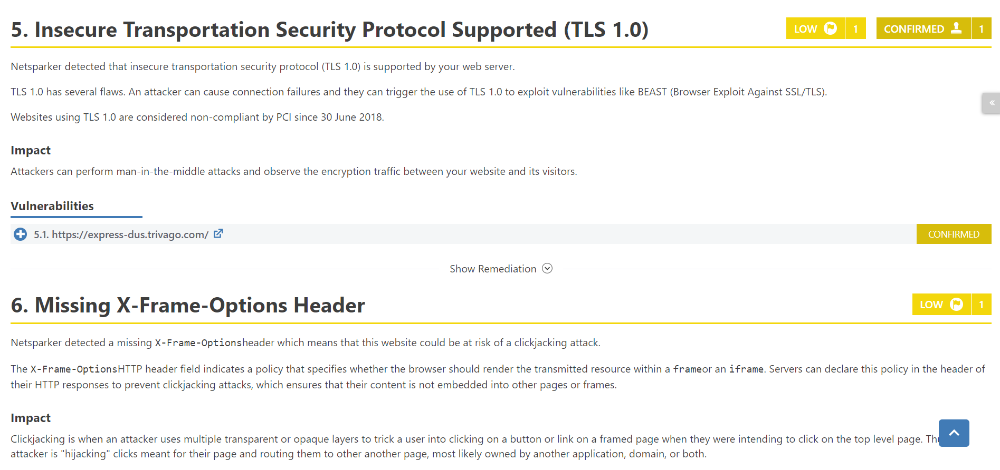 5. Insecure Transportation Security Protocol Supported (TLS 1.0)
LOW 1 CONFIRMED 1
Netsparker detected that insecure transportation security protocol (TLS 1.0) is supported by your web server.
TLS 1.0 has several flaws. An attacker can cause connection failures and they can trigger the use of TLS 1.0 to exploit vulnerabilities like BEAST (Browser Exploit Against SSL/TLS).
Websites using TLS 1.0 are considered non-compliant by PCI since 30 June 2018.
Impact
Attackers can perform man-in-the-middle attacks and observe the encryption traffic between your website and its visitors.
Vulnerabilities
5.1. https://express-dus.trivago.com/
CONFIRMED
Show Remediation
6. Missing X-Frame-Options Header
LOW 1
Netsparker detected a missing X-Frame-Optionsheader which means that this website could be at risk of a clickjacking attack.
The X-Frame-OptionsHTTP header field indicates a policy that specifies whether the browser should render the transmitted resource within a frameor an iframe. Servers can declare this policy in the header of
their HTTP responses to prevent clickjacking attacks, which ensures that their content is not embedded into other pages or frames.
Impact
Clickjacking is when an attacker uses multiple transparent or opaque layers to trick a user into clicking on a button or link on a framed page when they were intending to click on the top level page.
attacker is "hijacking" clicks meant for their page and routing them to other another page, most likely owned by another application, domain, or both.